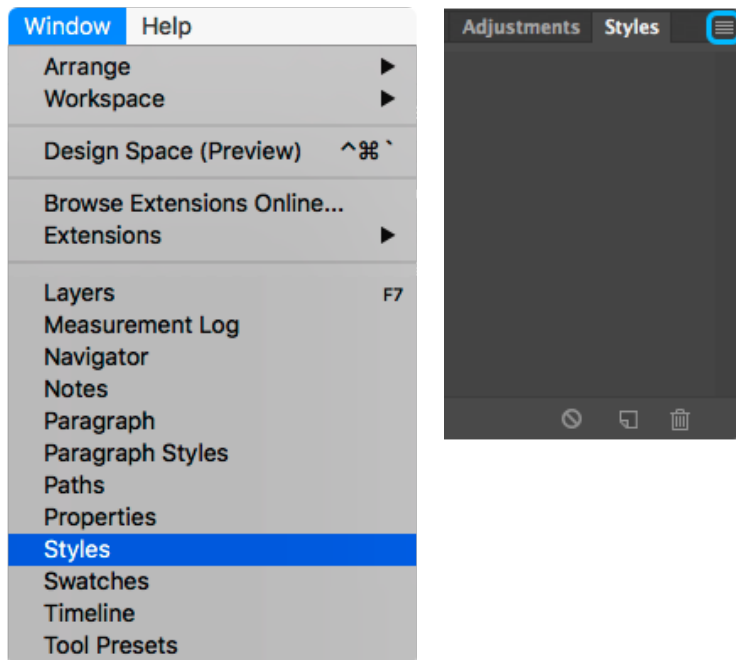 Window Help
Arrange
Workspace
Design Space (Preview) ^⌘`
Browse Extensions Online...
Extensions
Layers F7
Measurement Log
Navigator
Notes
Paragraph
Paragraph Styles
Paths
Properties
Styles
Swatches
Timeline
Tool Presets
Adjustments Styles